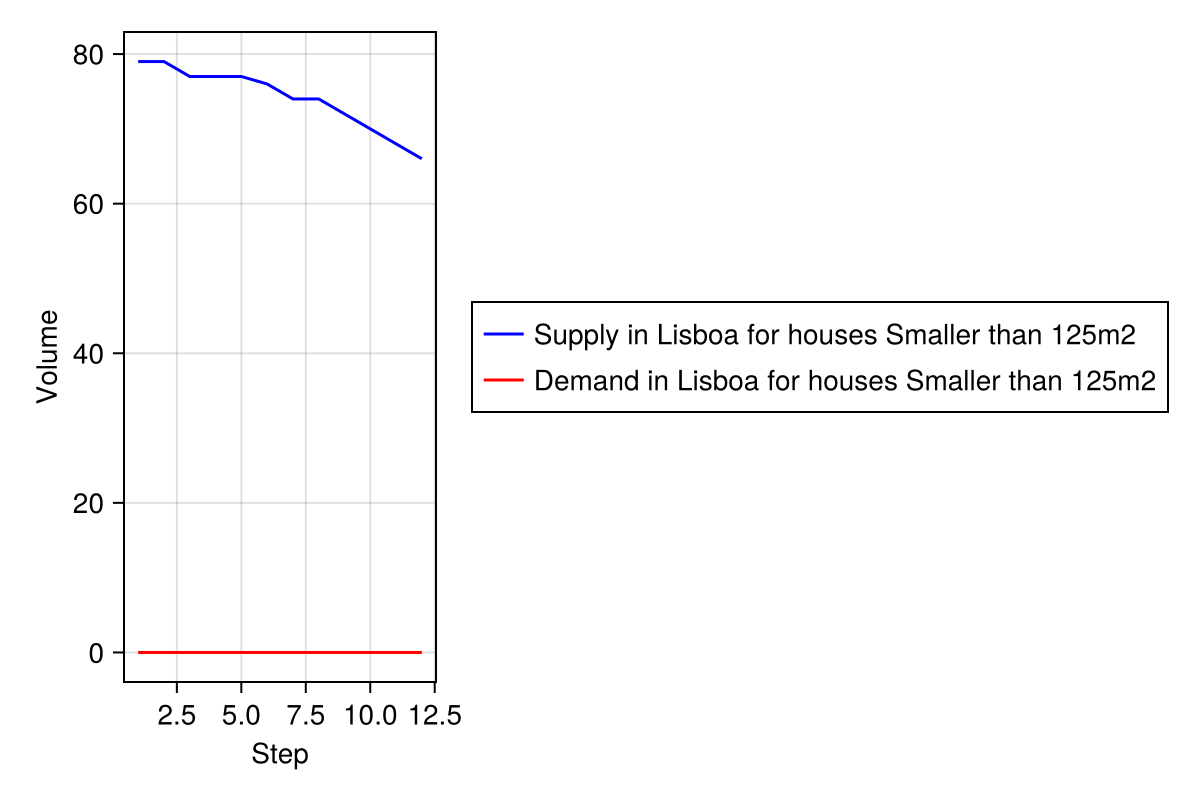 80
60
40
20
0
Volume
2.5 5.0 7.5 10.0 12.5
Step
Supply in Lisboa for houses Smaller than 125m2
Demand in Lisboa for houses Smaller than 125m2